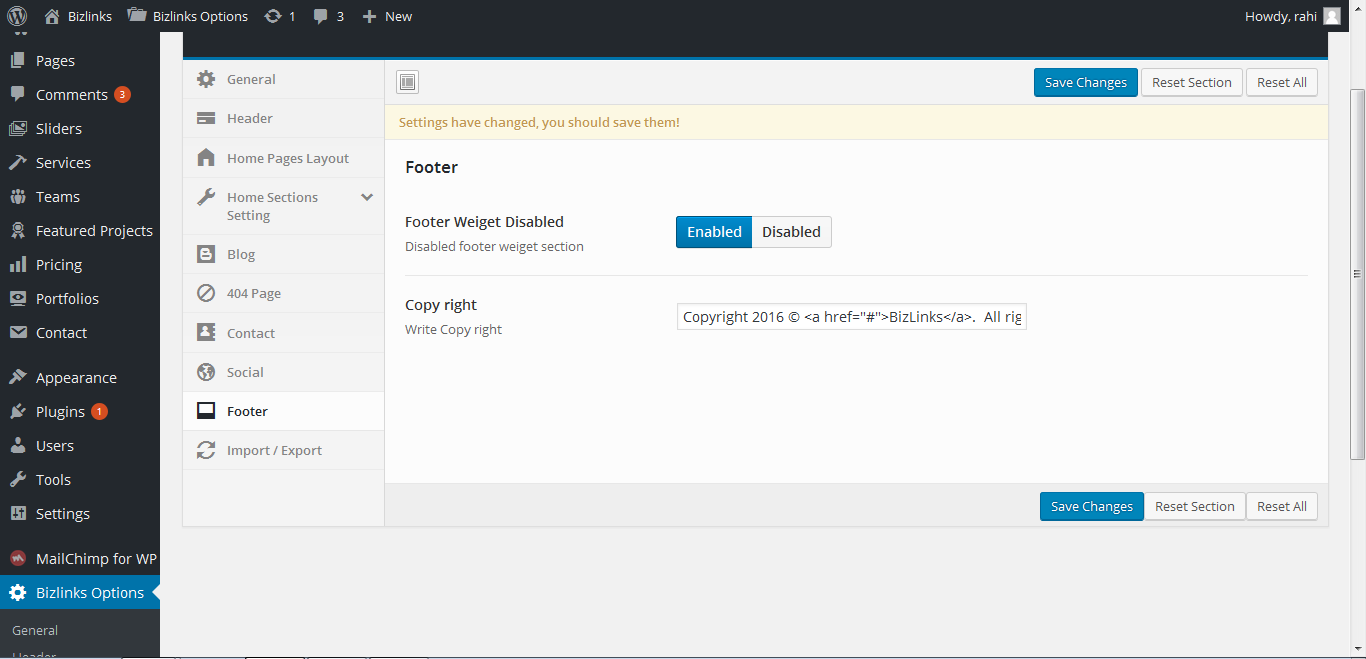 Bizlinks Bizlinks Options 1 3 New Howdy, rahi
Pages
Comments 3
Sliders
Services
Teams
Featured Projects
Pricing
Portfolios
Contact
Appearance
Plugins 1
Users
Tools
Settings
MailChimp for WP
Bizlinks Options
General
Header
General
Header
Home Pages Layout
Home Sections
Setting
Blog
404 Page
Contact
Social
Footer
Import / Export
Save Changes Reset Section Reset All
Settings have changed, you should save them!
Footer
Footer Weiget Disabled
Disabled footer weiget section
Enabled Disabled
Copy right
Write Copy right
Copyright 2016 © <a href="#">BizLinks</a>.  All rig
Save Changes Reset Section Reset All